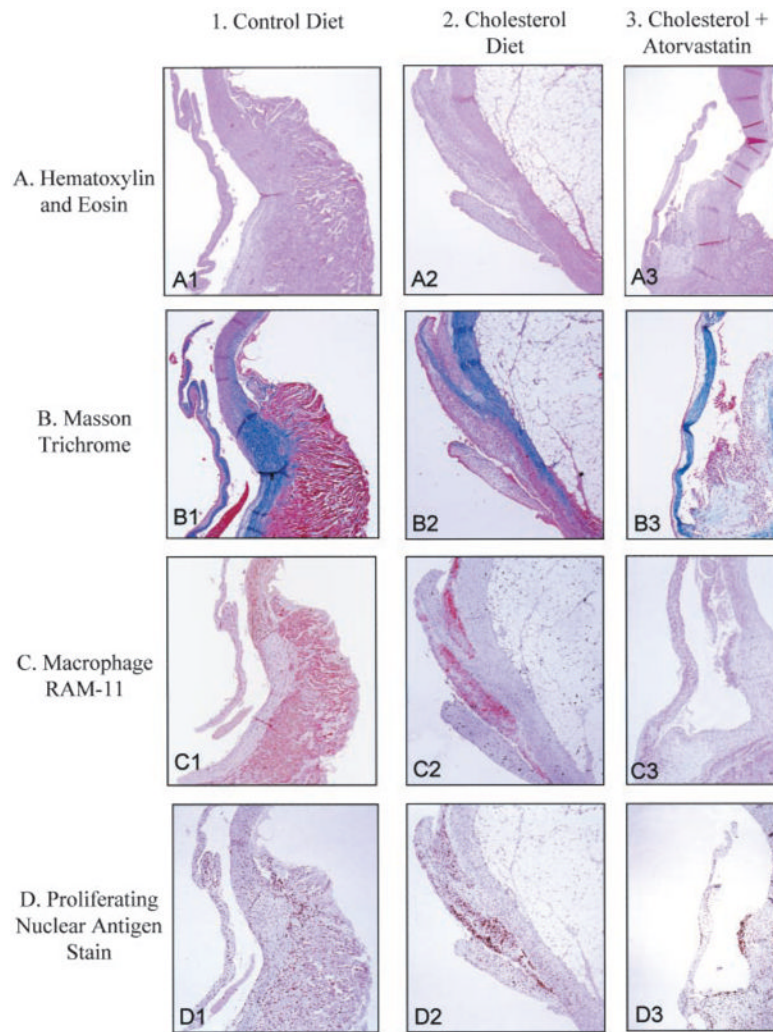 1. Control Diet
2. Cholesterol
Diet
3. Cholesterol +
Atorvastatin
A. Hematoxylin
and Eosin
A1
A2
A3
B. Masson
Trichrome
B1
B2
B3
C. Macrophage
RAM-11
C1
C2
C3
D. Proliferating
Nuclear Antigen
Stain
D1
D2
D3